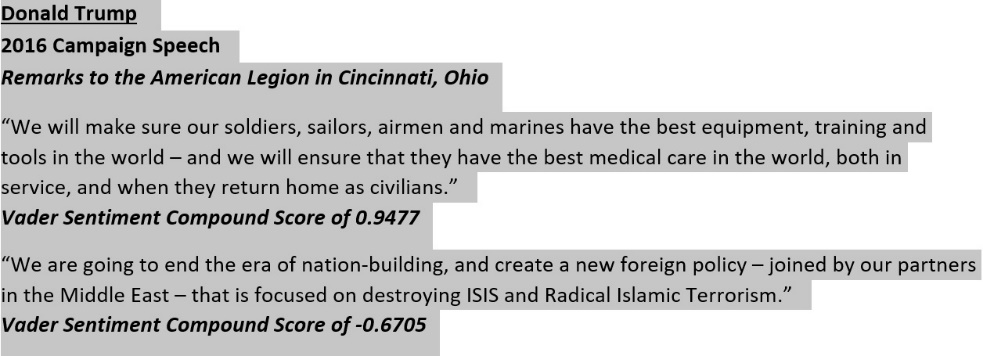 Donald Trump
2016 Campaign Speech
Remarks to the American Legion in Cincinnati, Ohio
“We will make sure our soldiers, sailors, airmen and marines have the best equipment, training and
tools in the world – and we will ensure that they have the best medical care in the world, both in
service, and when they return home as civilians.”
Vader Sentiment Compound Score of 0.9477
“We are going to end the era of nation-building, and create a new foreign policy – joined by our partners
in the Middle East – that is focused on destroying ISIS and Radical Islamic Terrorism.”
Vader Sentiment Compound Score of -0.6705